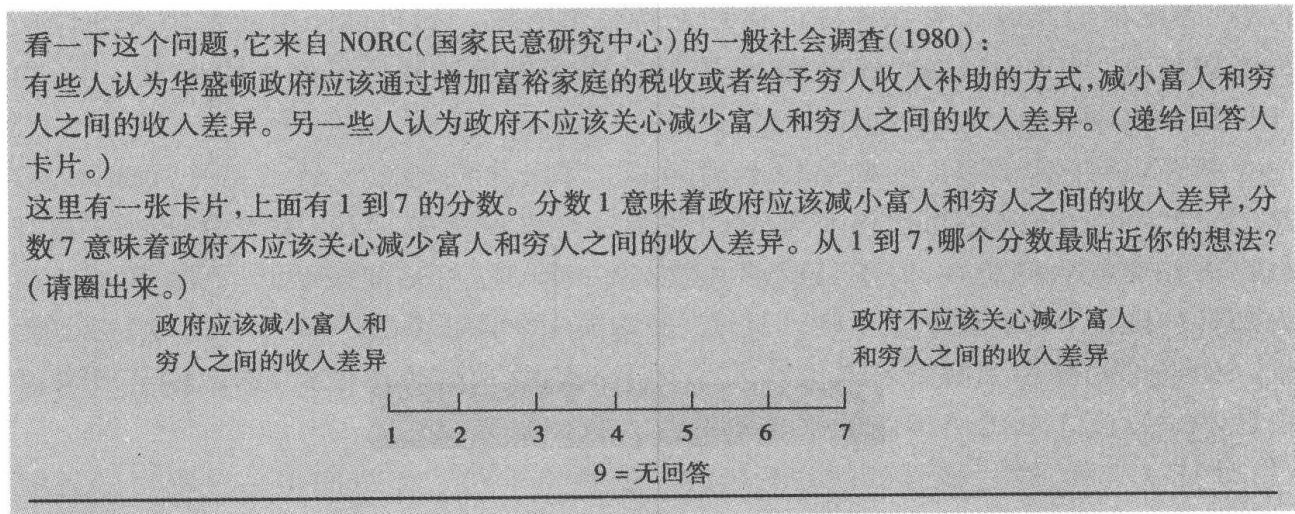 看一下这个问题,它来自 NORC(国家民意研究中心)的一般社会调查(1980):
有些人认为华盛顿政府应该通过增加富裕家庭的税收或者给予穷人收入补助的方式,减小富人和穷
人之间的收入差异。另一些人认为政府不应该关心减少富人和穷人之间的收入差异。(递给回答人
卡片。)
这里有一张卡片,上面有 1 到 7 的分数。分数 1 意味着政府应该减小富人和穷人之间的收入差异,分
数 7 意味着政府不应该关心减少富人和穷人之间的收入差异。从 1 到 7,哪个分数最贴近你的想法?
(请圈出来。)
政府应该减小富人和
穷人之间的收入差异
政府不应该关心减少富人
和穷人之间的收入差异
1 2 3 4 5 6 7
9 = 无回答